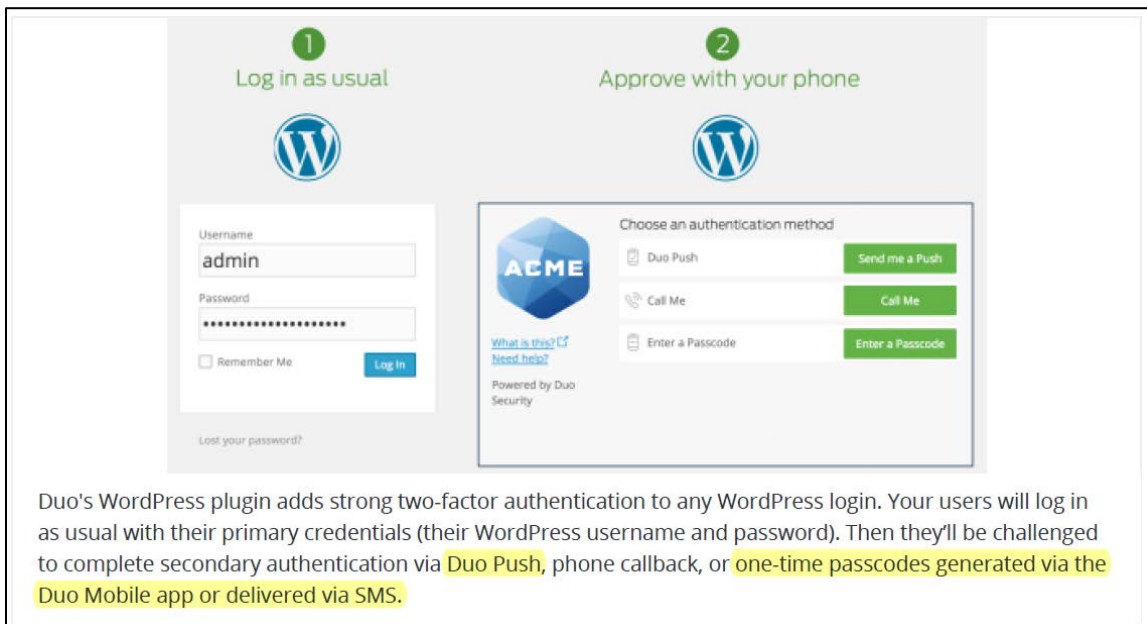 1
Log in as usual
2
Approve with your phone
Username
admin
Password
••••••••••••••••••••
Remember Me
Log In
Lost your password?
ACME
What is this?
Need help?
Powered by Duo
Security
Choose an authentication method
Duo Push
Send me a Push
Call Me
Call Me
Enter a Passcode
Enter a Passcode
Duo's WordPress plugin adds strong two-factor authentication to any WordPress login. Your users will log in
as usual with their primary credentials (their WordPress username and password). Then they'll be challenged
to complete secondary authentication via Duo Push, phone callback, or one-time passcodes generated via the
Duo Mobile app or delivered via SMS.